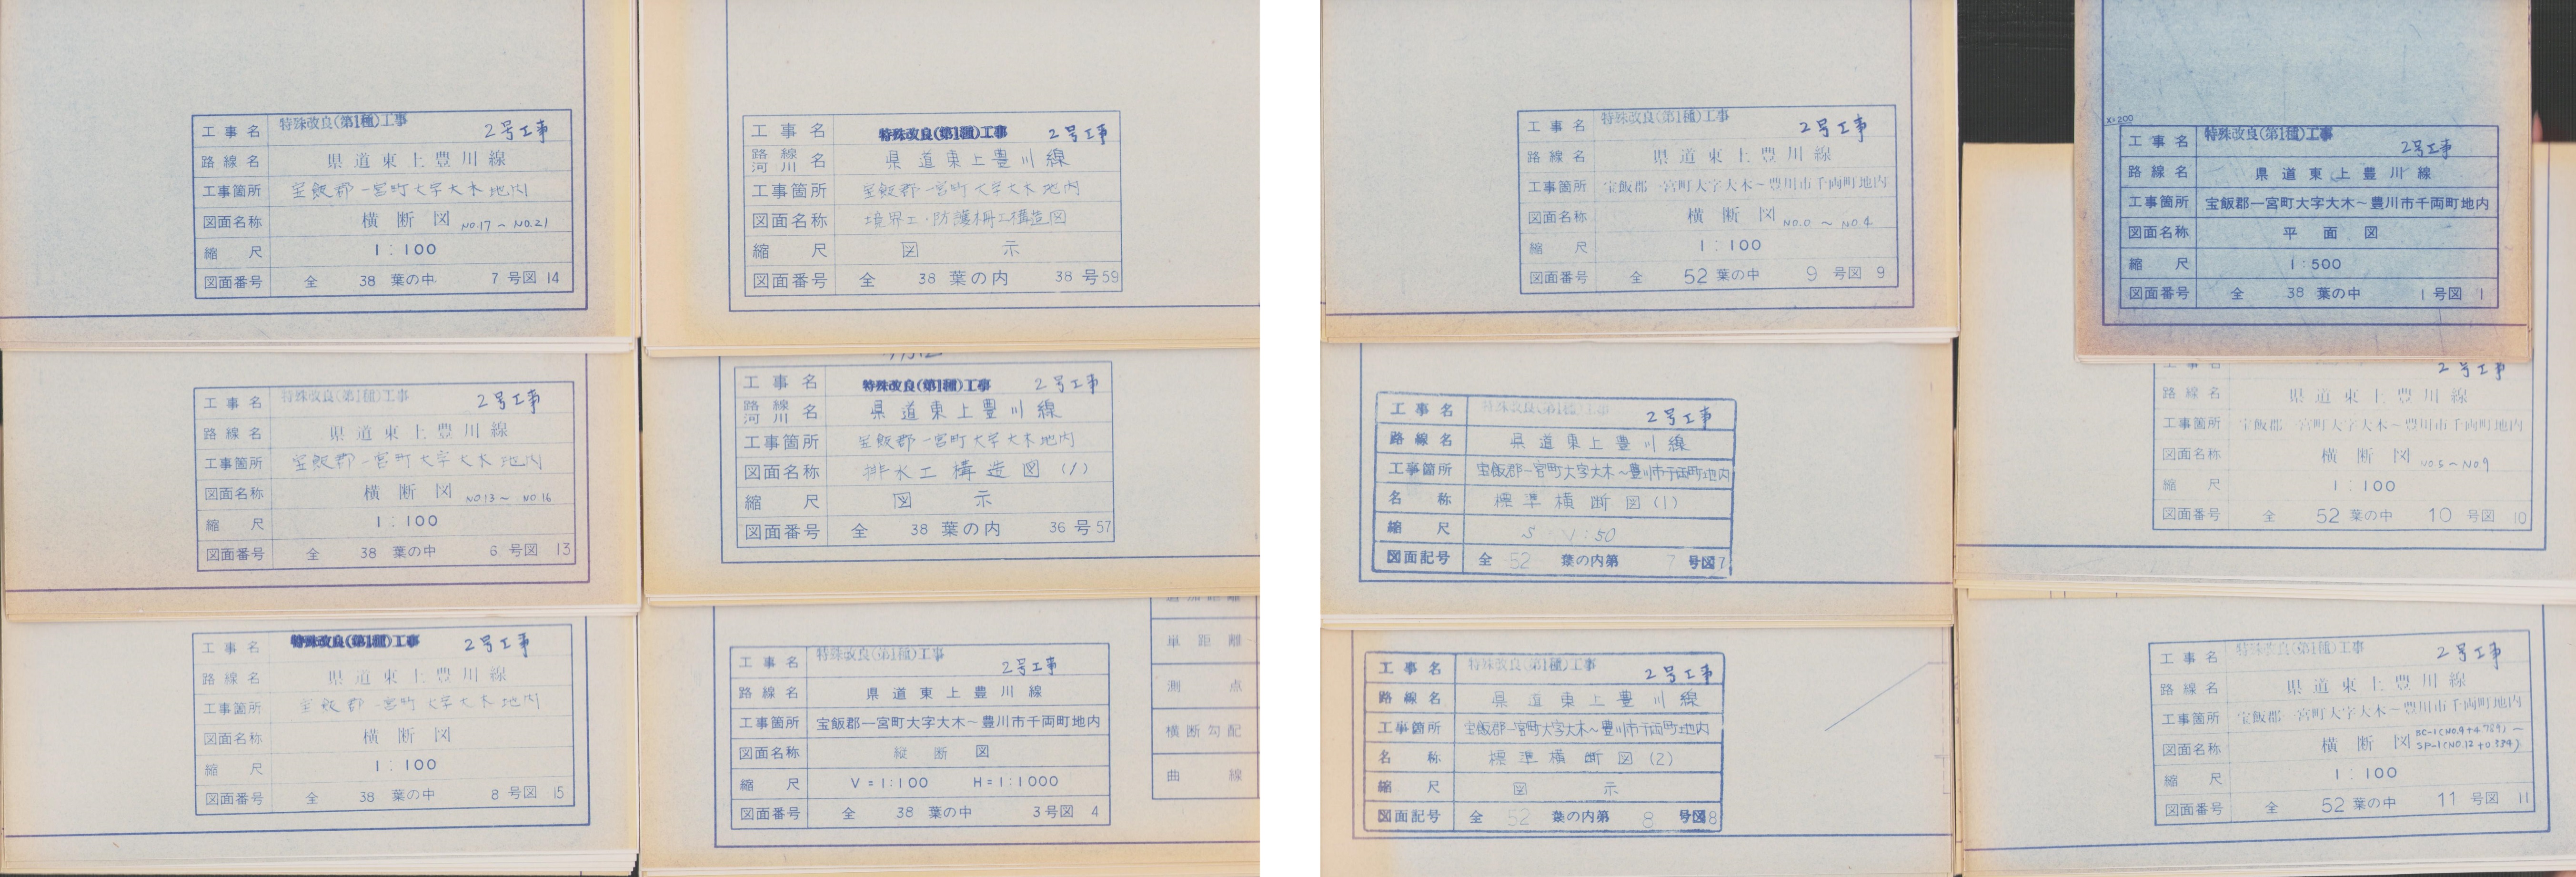 工事名 特殊改良(第1種)工事 2号工事
路線名 県道東上豊川線
工事箇所 宝飯郡一宮町大字大木地内
図面名称 横断図 NO.17～NO.21
縮尺 1:100
図面番号 全 38 葉の中 7 号図 14
工事名 特殊改良(第1種)工事 2号工事
路線名 県道東上豊川線
工事箇所 宝飯郡一宮町大字大木地内
図面名称 横断図 NO.13～NO.16
縮尺 1:100
図面番号 全 38 葉の中 6 号図 13
工事名 特殊改良(第1種)工事 2号工事
路線名 県道東上豊川線
工事箇所 宝飯郡一宮町大字大木地内
図面名称 横断図
縮尺 1:100
図面番号 全 38 葉の中 8 号図 15
工事名 特殊改良(第1種)工事 2号工事
路線河川名 県道東上豊川線
工事箇所 宝飯郡一宮町大字大木地内
図面名称 境界工・防護柵工構造図
縮尺 図示
図面番号 全 38 葉の内 38 号 59
工事名 特殊改良(第1種)工事 2号工事
路線河川名 県道東上豊川線
工事箇所 宝飯郡一宮町大字大木地内
図面名称 排水工構造図(1)
縮尺 図示
図面番号 全 38 葉の内 36 号 57
工事名 特殊改良(第1種)工事 2号工事
路線名 県道東上豊川線
工事箇所 宝飯郡一宮町大字大木～豊川市千両町地内
図面名称 縦断図
縮尺 V=1:100 H=1:1000
図面番号 全 38 葉の中 3 号図 4
単距離
測点
横断勾配
曲線
工事名 特殊改良(第1種)工事 2号工事
路線名 県道東上豊川線
工事箇所 宝飯郡一宮町大字大木～豊川市千両町地内
図面名称 横断図 NO.0～NO.4
縮尺 1:100
図面番号 全 52 葉の中 9 号図 9
工事名 特殊改良(第1種)工事 2号工事
路線名 県道東上豊川線
工事箇所 宝飯郡一宮町大字大木～豊川市千両町地内
名称 標準横断図(1)
縮尺 S 1:50
図面記号 全 52 葉の内第 7 号図 7
工事名 特殊改良(第1種)工事 2号工事
路線名 県道東上豊川線
工事箇所 宝飯郡一宮町大字大木～豊川市千両町地内
名称 標準横断図(2)
縮尺 図示
図面記号 全 52 葉の内第 8 号図 8
X=200
工事名 特殊改良(第1種)工事 2号工事
路線名 県道東上豊川線
工事箇所 宝飯郡一宮町大字大木～豊川市千両町地内
図面名称 平面図
縮尺 1:500
図面番号 全 38 葉の中 1 号図 1
工事名 2号工事
路線名 県道東上豊川線
工事箇所 宝飯郡一宮町大字大木～豊川市千両町地内
図面名称 横断図 NO.5～NO.9
縮尺 1:100
図面番号 全 52 葉の中 10 号図 10
工事名 特殊改良(第1種)工事 2号工事
路線名 県道東上豊川線
工事箇所 宝飯郡一宮町大字大木～豊川市千両町地内
図面名称 横断図 BC-1(NO.9+4.789)～SP-1(NO.12+0.384)
縮尺 1:100
図面番号 全 52 葉の中 11 号図 11